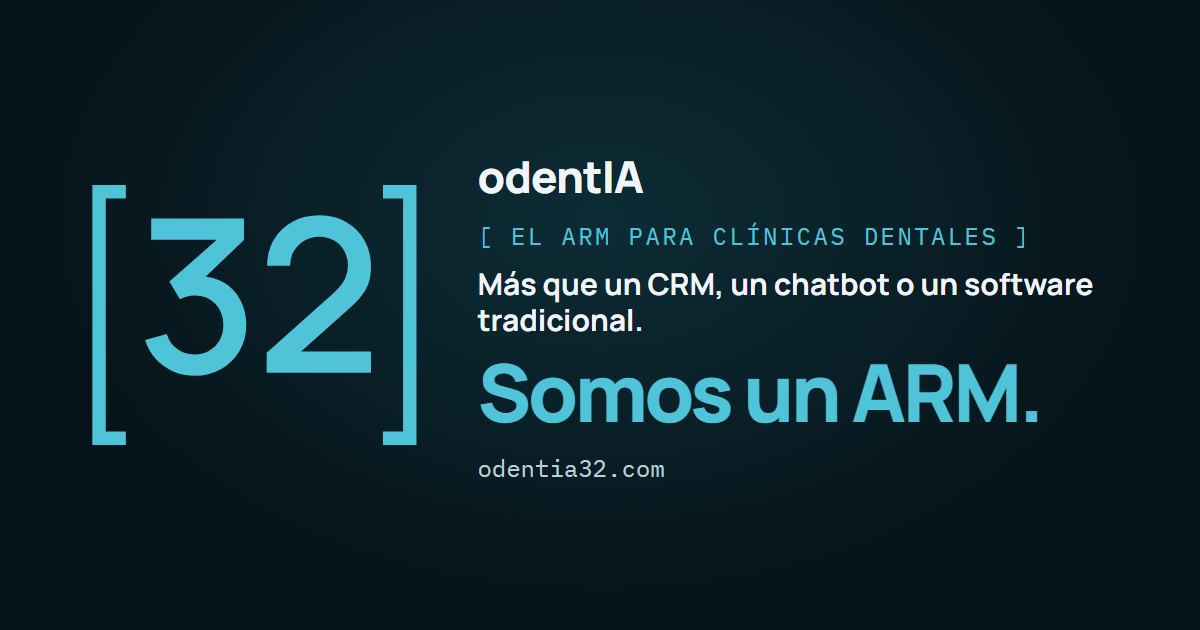 [32]
odentIA
[ EL ARM PARA CLÍNICAS DENTALES ]
Más que un CRM, un chatbot o un software
tradicional.
Somos un ARM.
odentia32.com